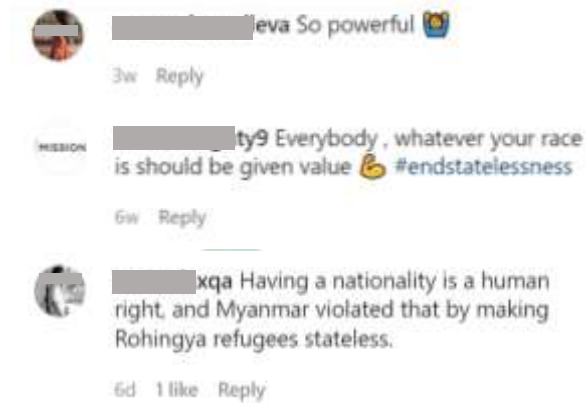 leva So powerful 🙆
3w Reply
MISSION
ty9 Everybody , whatever your race
is should be given value 💪 #endstatelessness
6w Reply
xqa Having a nationality is a human
right, and Myanmar violated that by making
Rohingya refugees stateless.
6d 1 like Reply